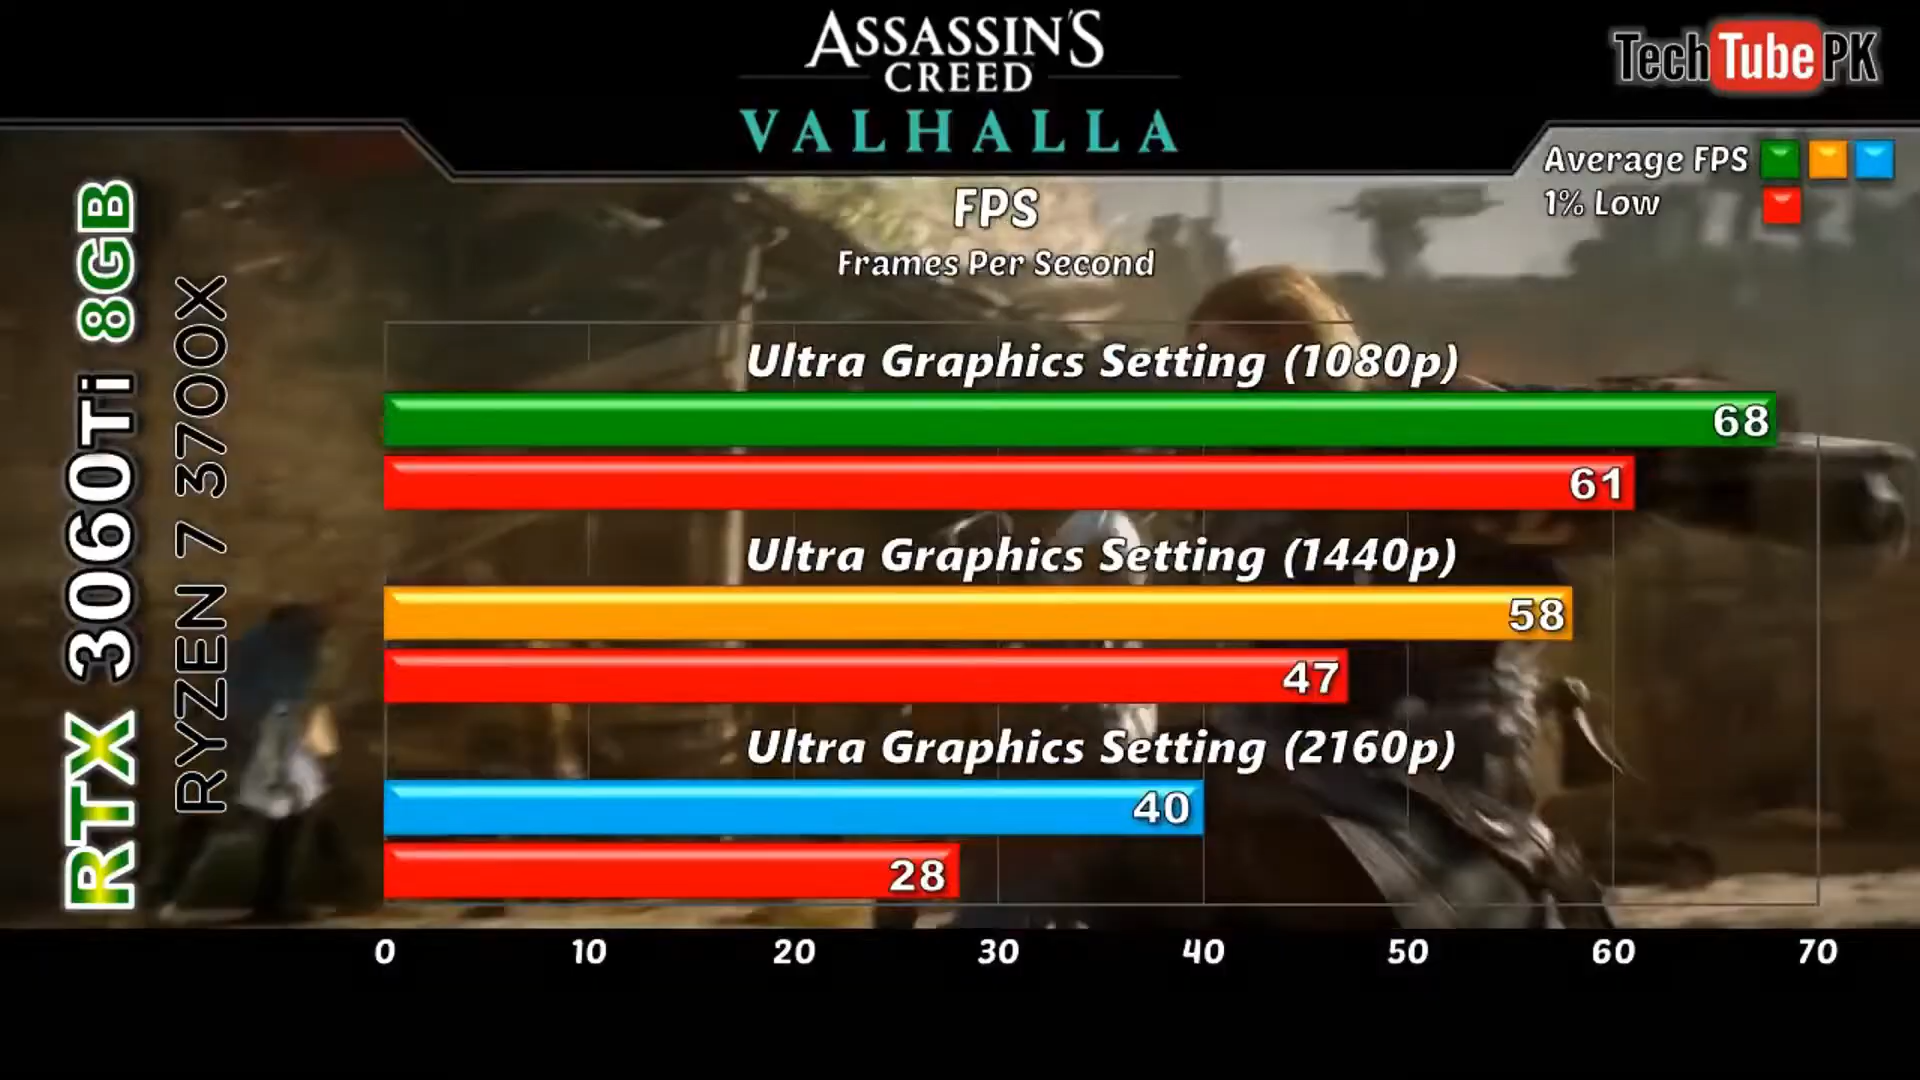 ASSASSIN'S
CREED
VALHALLA
TechTubePK
Average FPS
1% Low
FPS
Frames Per Second
RTX 3060Ti 8GB
RYZEN 7 3700X
Ultra Graphics Setting (1080p)
68
61
Ultra Graphics Setting (1440p)
58
47
Ultra Graphics Setting (2160p)
40
28
0 10 20 30 40 50 60 70